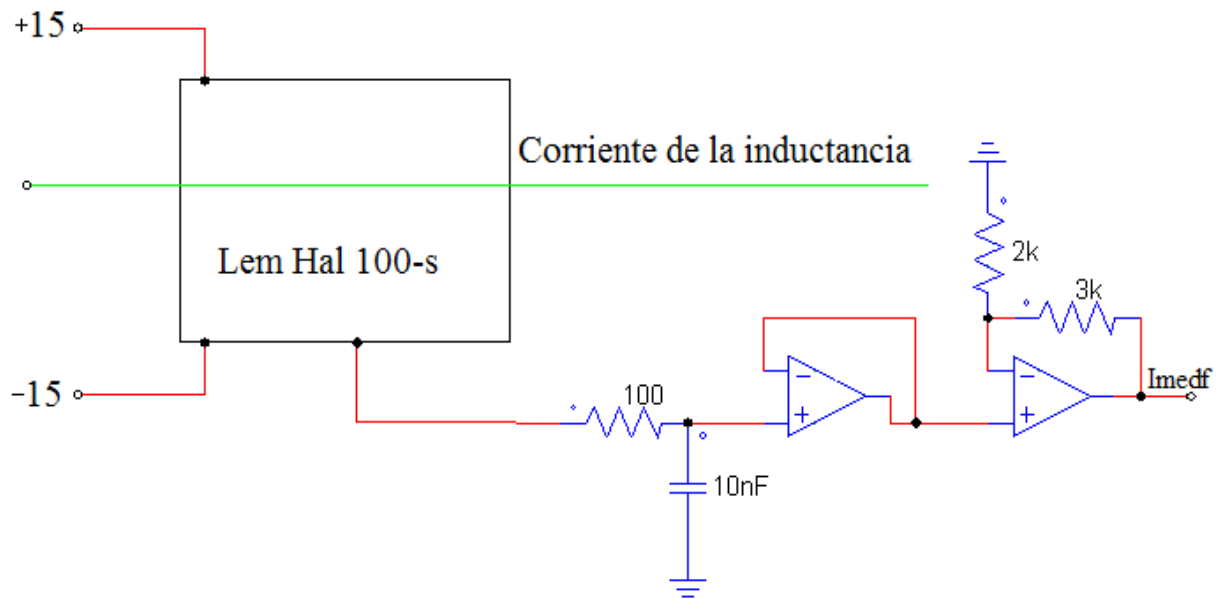 +15
Corriente de la inductancia
Lem Hal 100-s
2k
3k
−15
100
Imedf
10nF